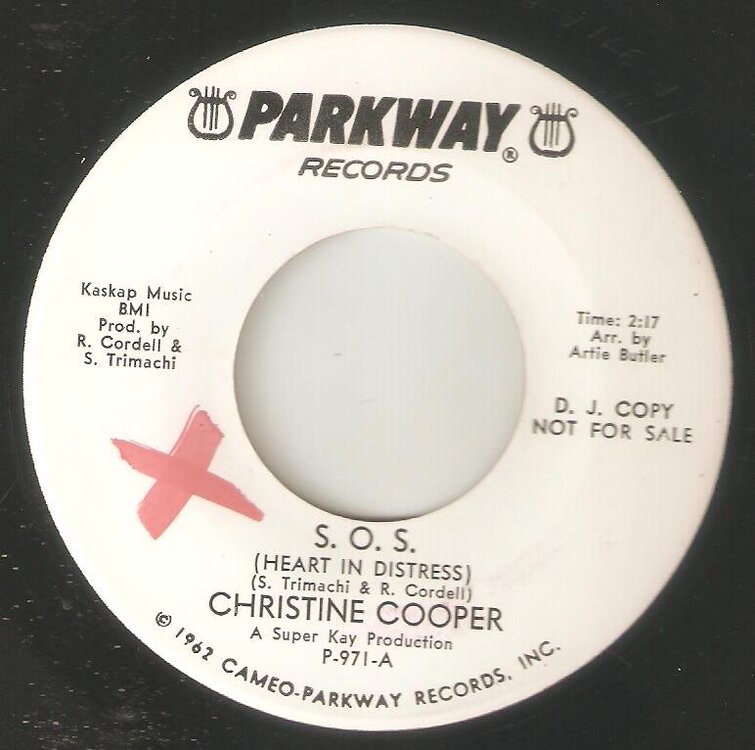 PARKWAY®
RECORDS
Kaskap Music
BMI
Prod. by
R. Cordell &
S. Trimachi
Time: 2:17
Arr. by
Artie Butler
D. J. COPY
NOT FOR SALE
S. O. S.
(HEART IN DISTRESS)
(S. Trimachi & R. Cordell)
CHRISTINE COOPER
A Super Kay Production
P-971-A
© 1962 CAMEO-PARKWAY RECORDS, INC.